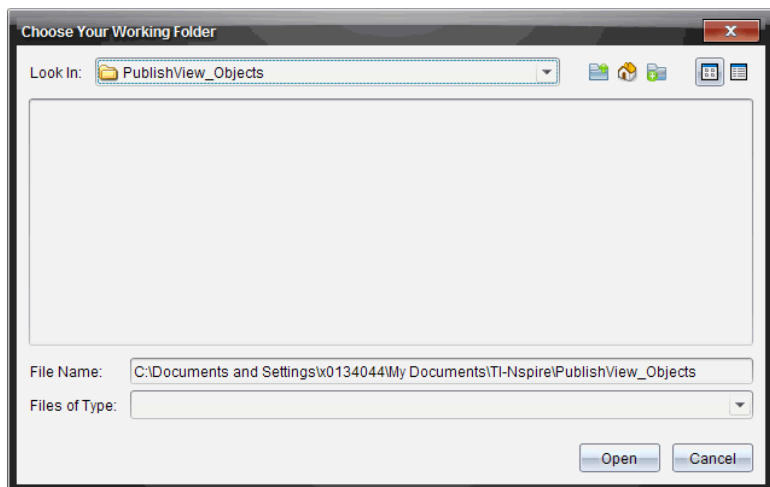 Choose Your Working Folder
Look In: PublishView_Objects
File Name: C:\Documents and Settings\x0134044\My Documents\TI-Nspire\PublishView_Objects
Files of Type:
Open Cancel